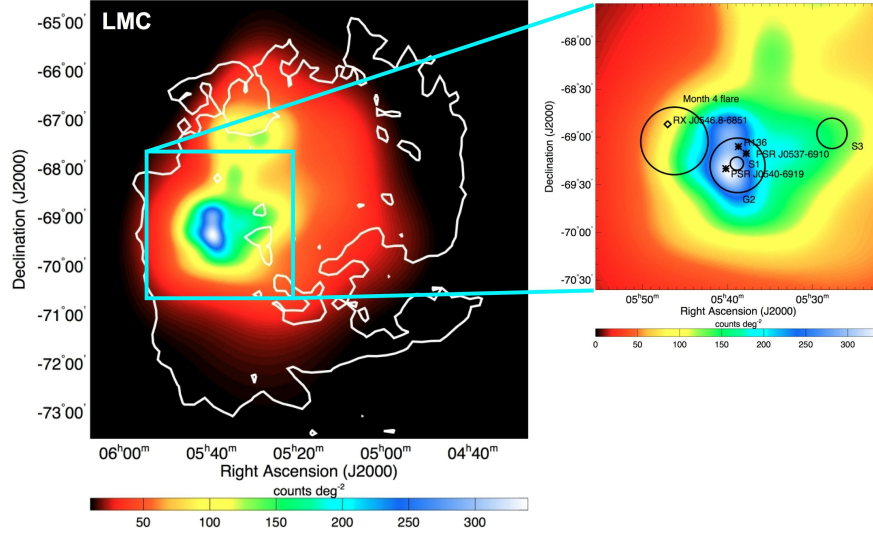 LMC
-65°00'
-66°00'
-67°00'
-68°00'
-69°00'
-70°00'
-71°00'
-72°00'
-73°00'
Declination (J2000)
06ʰ00ᵐ 05ʰ40ᵐ 05ʰ20ᵐ 05ʰ00ᵐ 04ʰ40ᵐ
Right Ascension (J2000)
counts deg⁻²
50 100 150 200 250 300
-68°00'
-68°30'
-69°00'
-69°30'
-70°00'
-70°30'
Declination (J2000)
Month 4 flare
RX J0546.8-6851
R136
PSR J0537-6910
S1
PSR J0540-6919
G2
S3
05ʰ50ᵐ 05ʰ40ᵐ 05ʰ30ᵐ
Right Ascension (J2000)
counts deg⁻²
0 50 100 150 200 250 300